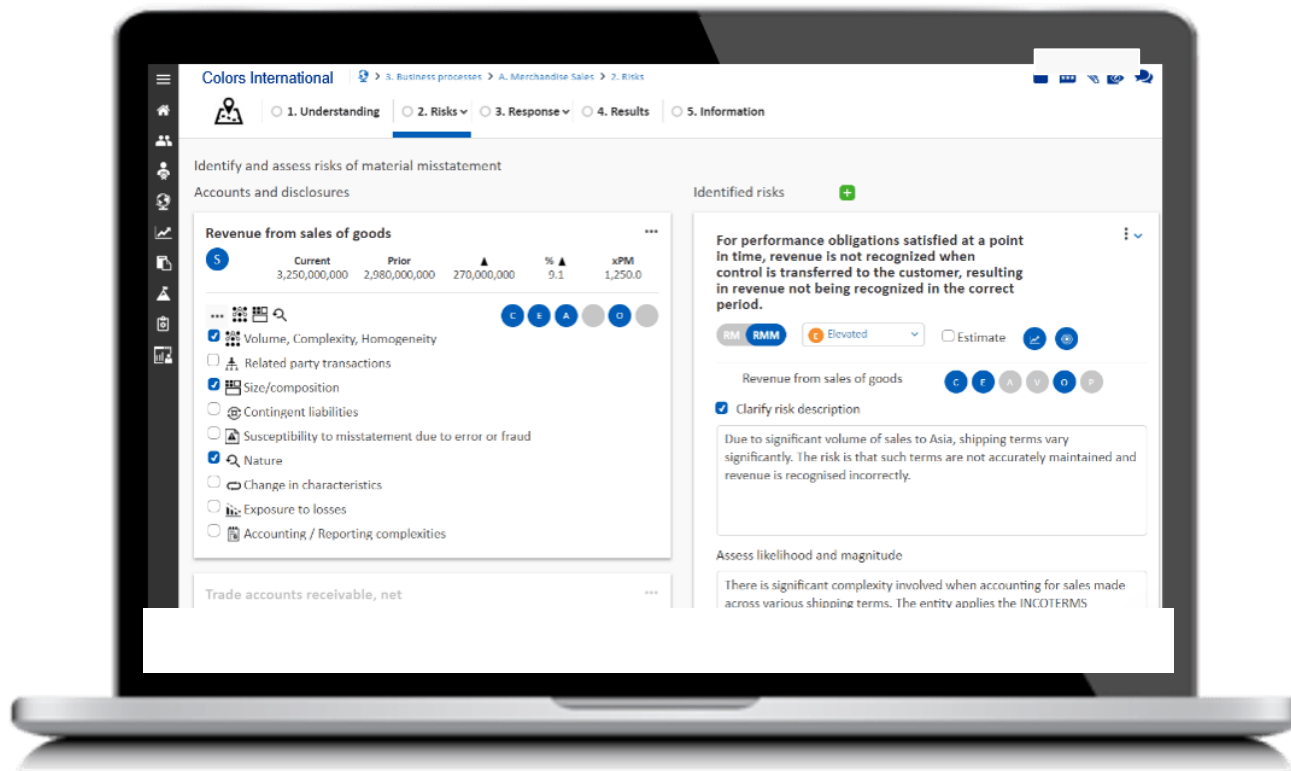 Colors International
3. Business processes > A. Merchandise Sales > 2. Risks
1. Understanding
2. Risks
3. Response
4. Results
5. Information
Identify and assess risks of material misstatement
Accounts and disclosures
Revenue from sales of goods
S
Current Prior ▲ % ▲ xPM
3,250,000,000 2,980,000,000 270,000,000 9.1 1,250.0
C E A O
Volume, Complexity, Homogeneity
Related party transactions
Size/composition
Contingent liabilities
Susceptibility to misstatement due to error or fraud
Nature
Change in characteristics
Exposure to losses
Accounting / Reporting complexities
Trade accounts receivable, net
Identified risks
For performance obligations satisfied at a point
in time, revenue is not recognized when
control is transferred to the customer, resulting
in revenue not being recognized in the correct
period.
RM RMM E Elevated Estimate
Revenue from sales of goods C E A V O P
Clarify risk description
Due to significant volume of sales to Asia, shipping terms vary
significantly. The risk is that such terms are not accurately maintained and
revenue is recognised incorrectly.
Assess likelihood and magnitude
There is significant complexity involved when accounting for sales made
across various shipping terms. The entity applies the INCOTERMS